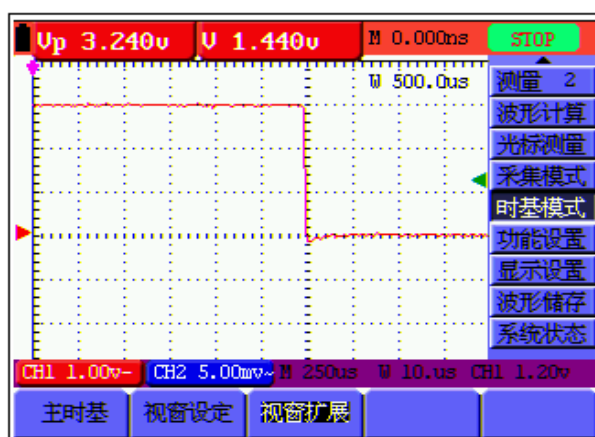 Vp 3.240v V 1.440v M 0.000ns STOP
W 500.0us
测量 2
波形计算
光标测量
采集模式
时基模式
功能设置
显示设置
波形储存
系统状态
CH1 1.00v- CH2 5.00mv~ M 250us W 10.us CH1 1.20v
主时基 视窗设定 视窗扩展